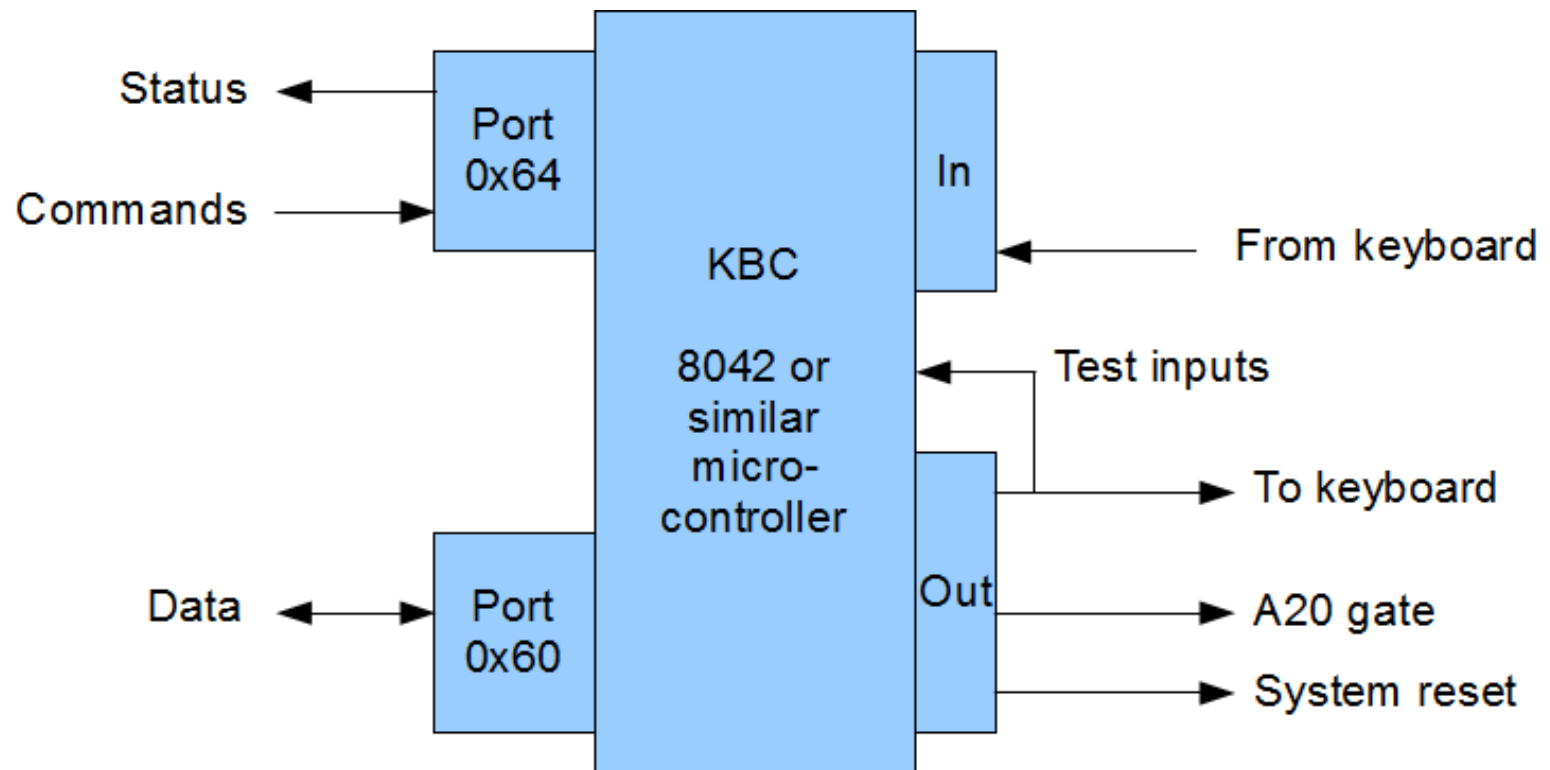 Status
Commands
Port
0x64
In
From keyboard
KBC
8042 or
similar
micro-
controller
Test inputs
To keyboard
Data
Port
0x60
Out
A20 gate
System reset